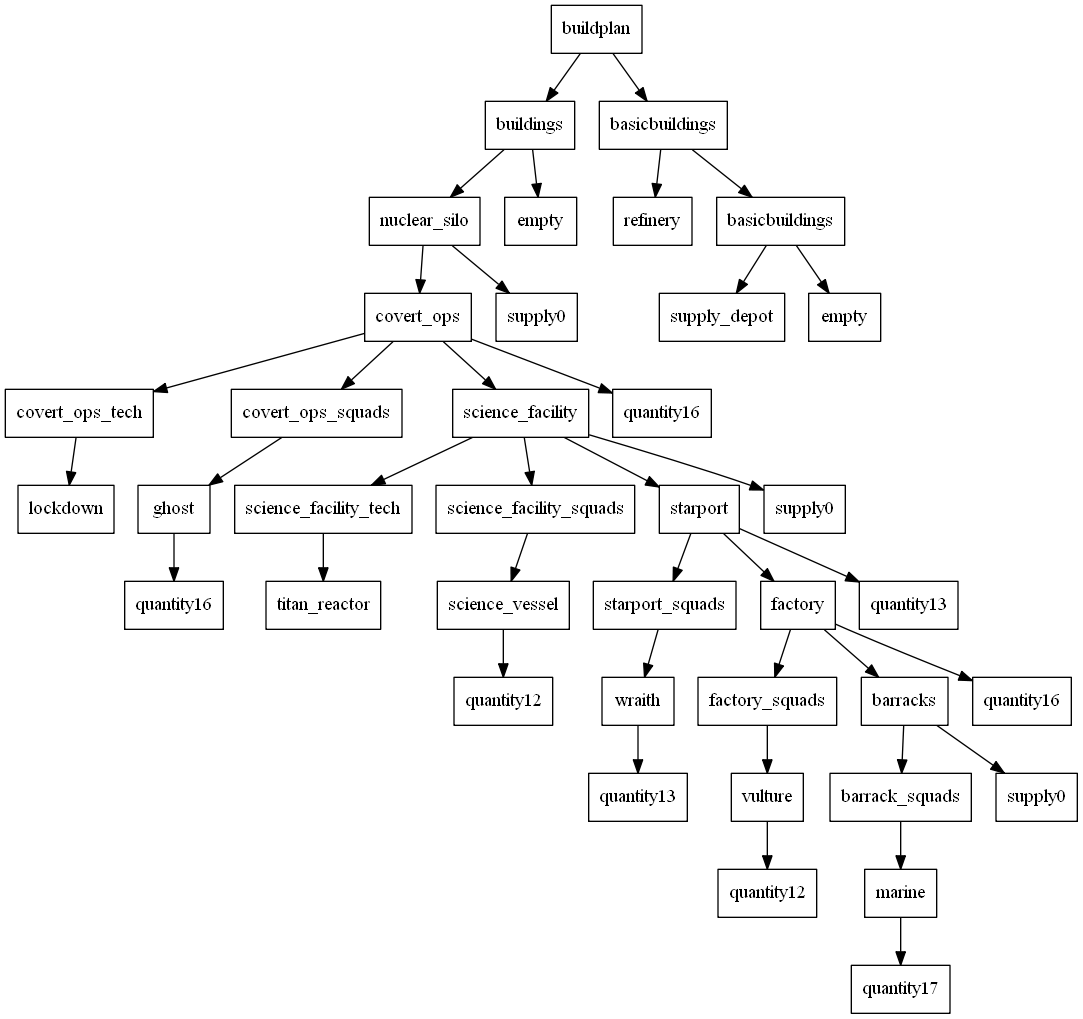 buildplan
buildings
basicbuildings
nuclear_silo
empty
refinery
basicbuildings
covert_ops
supply0
supply_depot
empty
covert_ops_tech
covert_ops_squads
science_facility
quantity16
lockdown
ghost
science_facility_tech
science_facility_squads
starport
supply0
quantity16
titan_reactor
science_vessel
starport_squads
factory
quantity13
quantity12
wraith
factory_squads
barracks
quantity16
quantity13
vulture
barrack_squads
supply0
quantity12
marine
quantity17